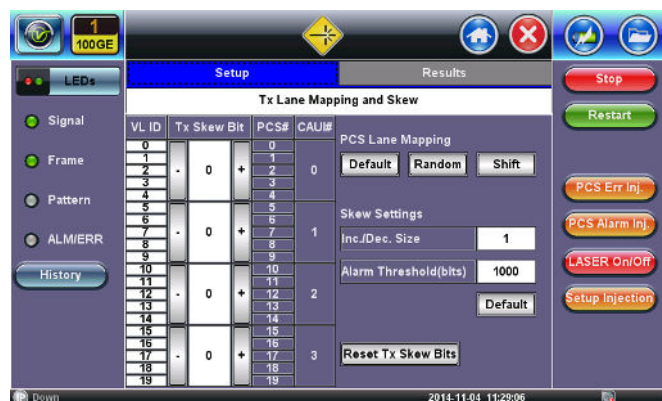 1
100GE
LEDs
Signal
Frame
Pattern
ALM/ERR
History
Setup
Results
Tx Lane Mapping and Skew
VL ID Tx Skew Bit PCS# CAUI#
0 0
1 1
2 - 0 + 2 0
3 3
4 4
5 5
6 6
7 - 0 + 7 1
8 8
9 9
10 10
11 11
12 - 0 + 12 2
13 13
14 14
15 15
16 16
17 - 0 + 17 3
18 18
19 19
PCS Lane Mapping
Default Random Shift
Skew Settings
Inc./Dec. Size 1
Alarm Threshold(bits) 1000
Default
Reset Tx Skew Bits
Stop
Restart
PCS Err Inj.
PCS Alarm Inj.
LASER On/Off
Setup Injection
IP Down
2014-11-04 11:29:06